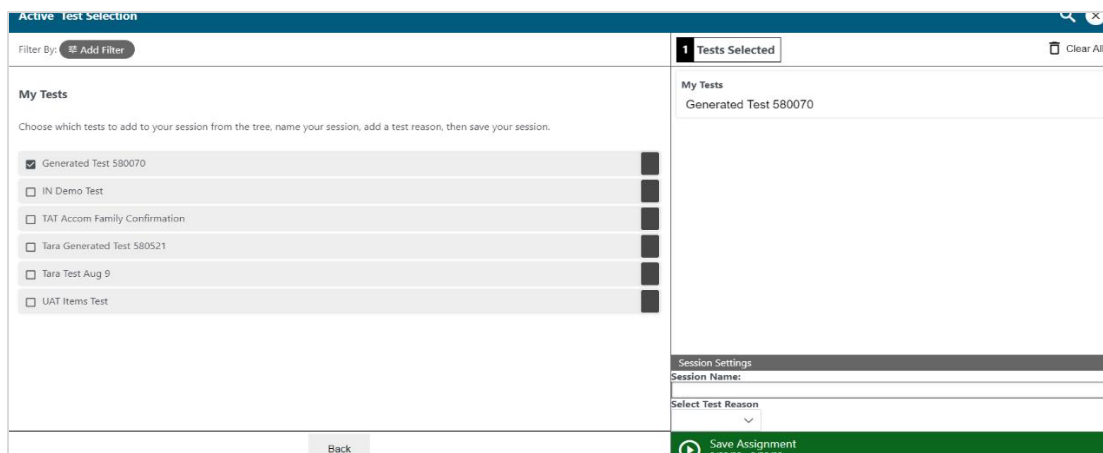 Active Test Selection
Filter By: Add Filter
1 Tests Selected
Clear All
My Tests
Choose which tests to add to your session from the tree, name your session, add a test reason, then save your session.
Generated Test 580070
IN Demo Test
TAT Accom Family Confirmation
Tara Generated Test 580521
Tara Test Aug 9
UAT Items Test
Back
My Tests
Generated Test 580070
Session Settings
Session Name:
Select Test Reason
Save Assignment